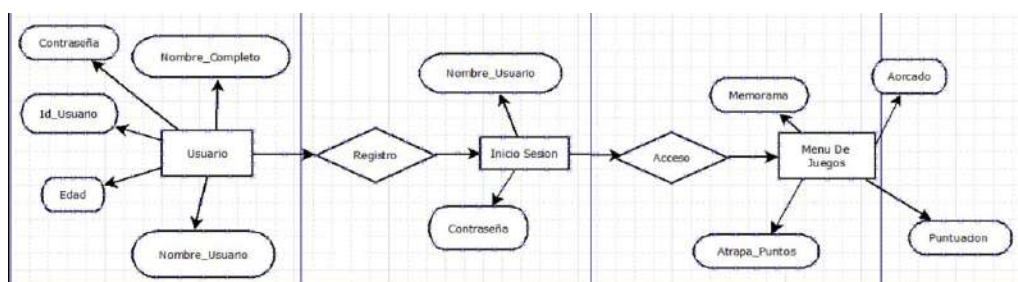 Contraseña
Nombre_Completo
Id_Usuario
Usuario
Edad
Nombre_Usuario
Registro
Nombre_Usuario
Inicio Sesion
Contraseña
Acceso
Memorama
Aorcado
Menu De
Juegos
Atrapa_Puntos
Puntuacion